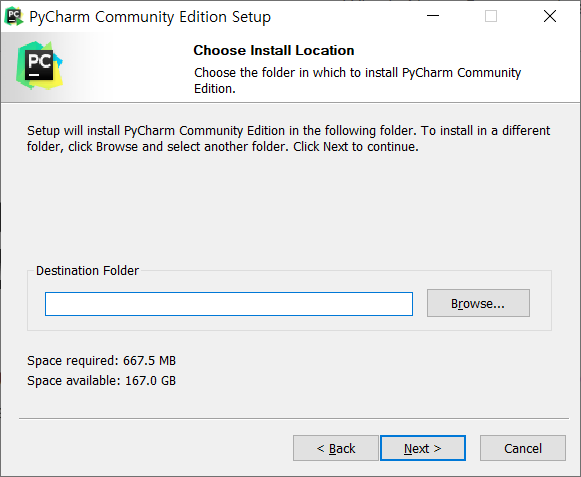 PyCharm Community Edition Setup
PC
Choose Install Location
Choose the folder in which to install PyCharm Community
Edition.
Setup will install PyCharm Community Edition in the following folder. To install in a different
folder, click Browse and select another folder. Click Next to continue.
Destination Folder
Browse...
Space required: 667.5 MB
Space available: 167.0 GB
< Back
Next >
Cancel